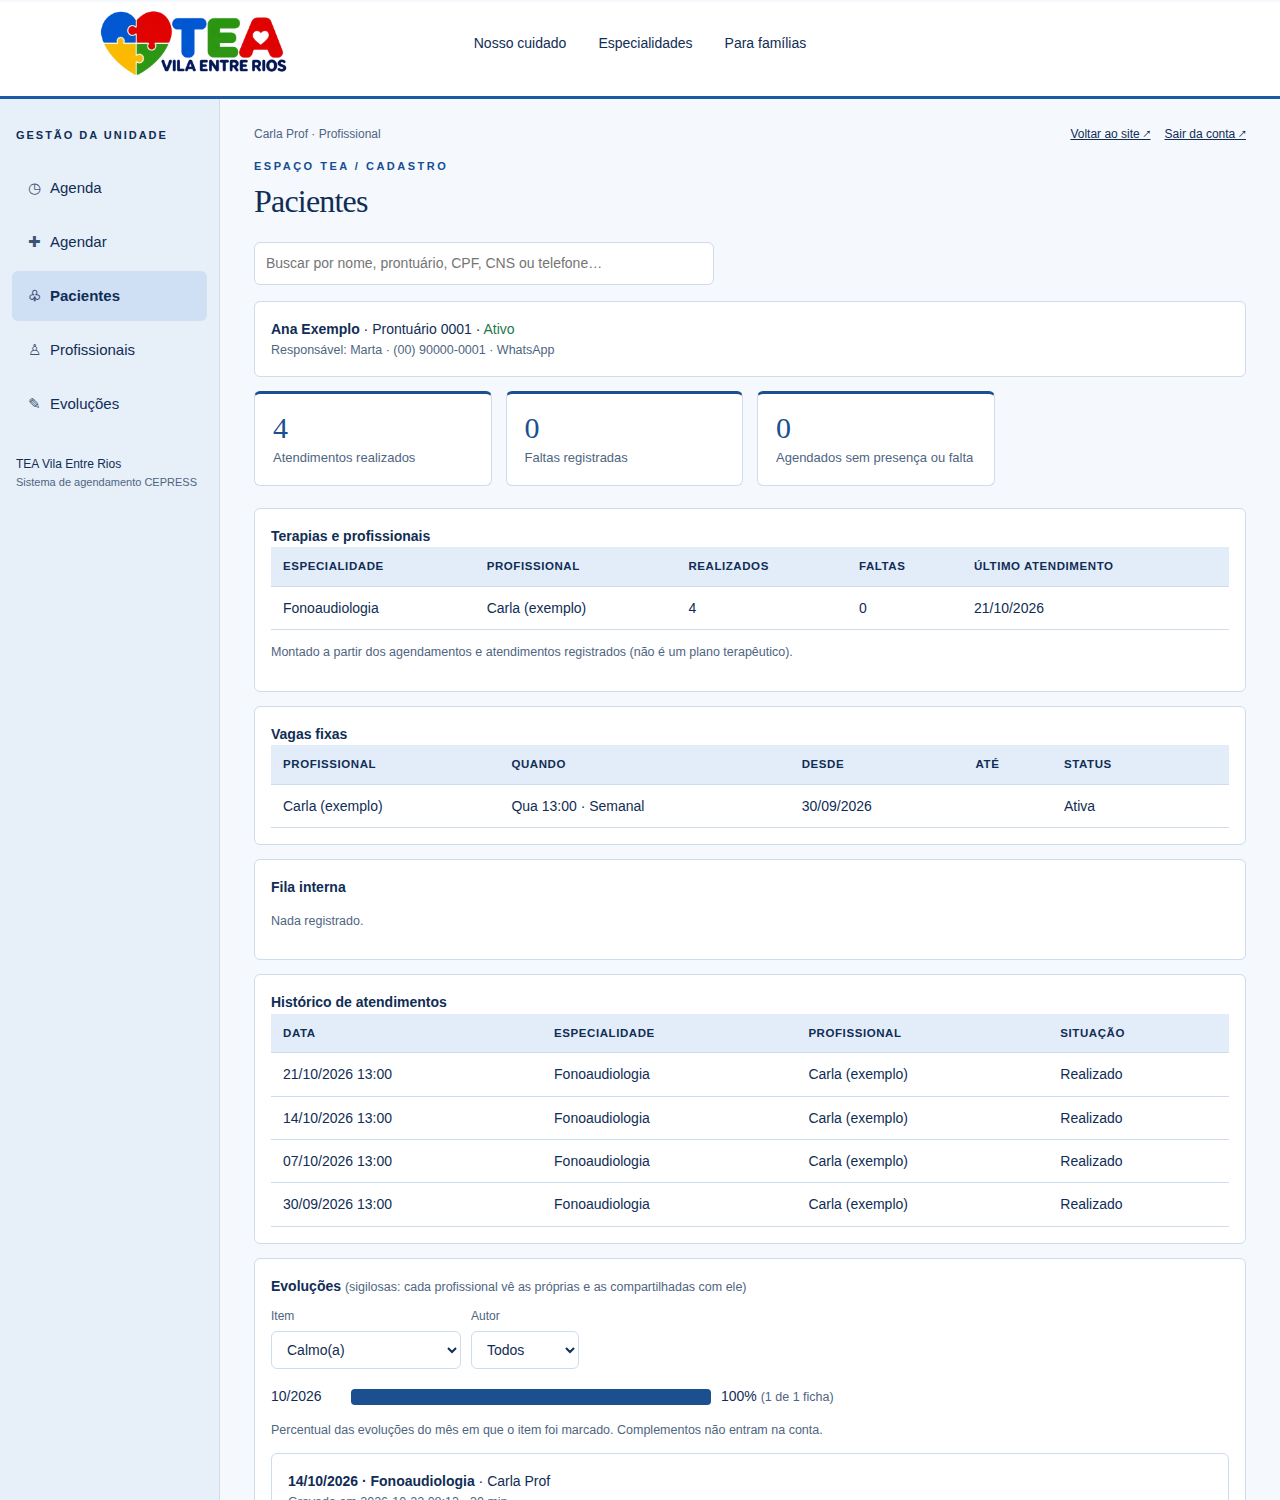 TEA
VILA ENTRE RIOS
Nosso cuidado Especialidades Para famílias
GESTÃO DA UNIDADE
Agenda
Agendar
Pacientes
Profissionais
Evoluções
TEA Vila Entre Rios
Sistema de agendamento CEPRESS
Carla Prof · Profissional
Voltar ao site ↗ Sair da conta ↗
ESPAÇO TEA / CADASTRO
Pacientes
Buscar por nome, prontuário, CPF, CNS ou telefone…
Ana Exemplo · Prontuário 0001 · Ativo
Responsável: Marta · (00) 90000-0001 · WhatsApp
4
Atendimentos realizados
0
Faltas registradas
0
Agendados sem presença ou falta
Terapias e profissionais
ESPECIALIDADE PROFISSIONAL REALIZADOS FALTAS ÚLTIMO ATENDIMENTO
Fonoaudiologia Carla (exemplo) 4 0 21/10/2026
Montado a partir dos agendamentos e atendimentos registrados (não é um plano terapêutico).
Vagas fixas
PROFISSIONAL QUANDO DESDE ATÉ STATUS
Carla (exemplo) Qua 13:00 · Semanal 30/09/2026 Ativa
Fila interna
Nada registrado.
Histórico de atendimentos
DATA ESPECIALIDADE PROFISSIONAL SITUAÇÃO
21/10/2026 13:00 Fonoaudiologia Carla (exemplo) Realizado
14/10/2026 13:00 Fonoaudiologia Carla (exemplo) Realizado
07/10/2026 13:00 Fonoaudiologia Carla (exemplo) Realizado
30/09/2026 13:00 Fonoaudiologia Carla (exemplo) Realizado
Evoluções (sigilosas: cada profissional vê as próprias e as compartilhadas com ele)
Item Autor
Calmo(a) Todos
10/2026 100% (1 de 1 ficha)
Percentual das evoluções do mês em que o item foi marcado. Complementos não entram na conta.
14/10/2026 · Fonoaudiologia · Carla Prof